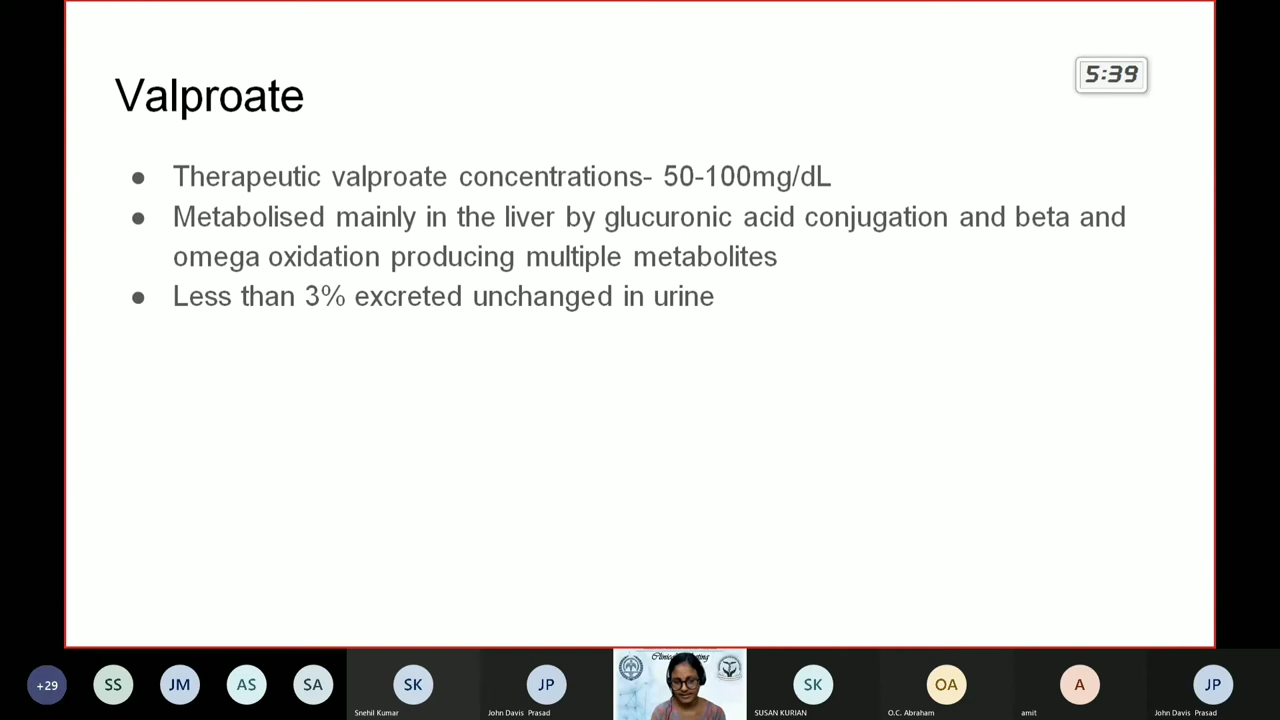 5:39
Valproate
● Therapeutic valproate concentrations- 50-100mg/dL
● Metabolised mainly in the liver by glucuronic acid conjugation and beta and
omega oxidation producing multiple metabolites
● Less than 3% excreted unchanged in urine
+29
SS
JM
AS
SA
SK
Snehil Kumar
JP
John Davis Prasad
SK
SUSAN KURIAN
OA
O.C. Abraham
A
amit
JP
John Davis Prasad